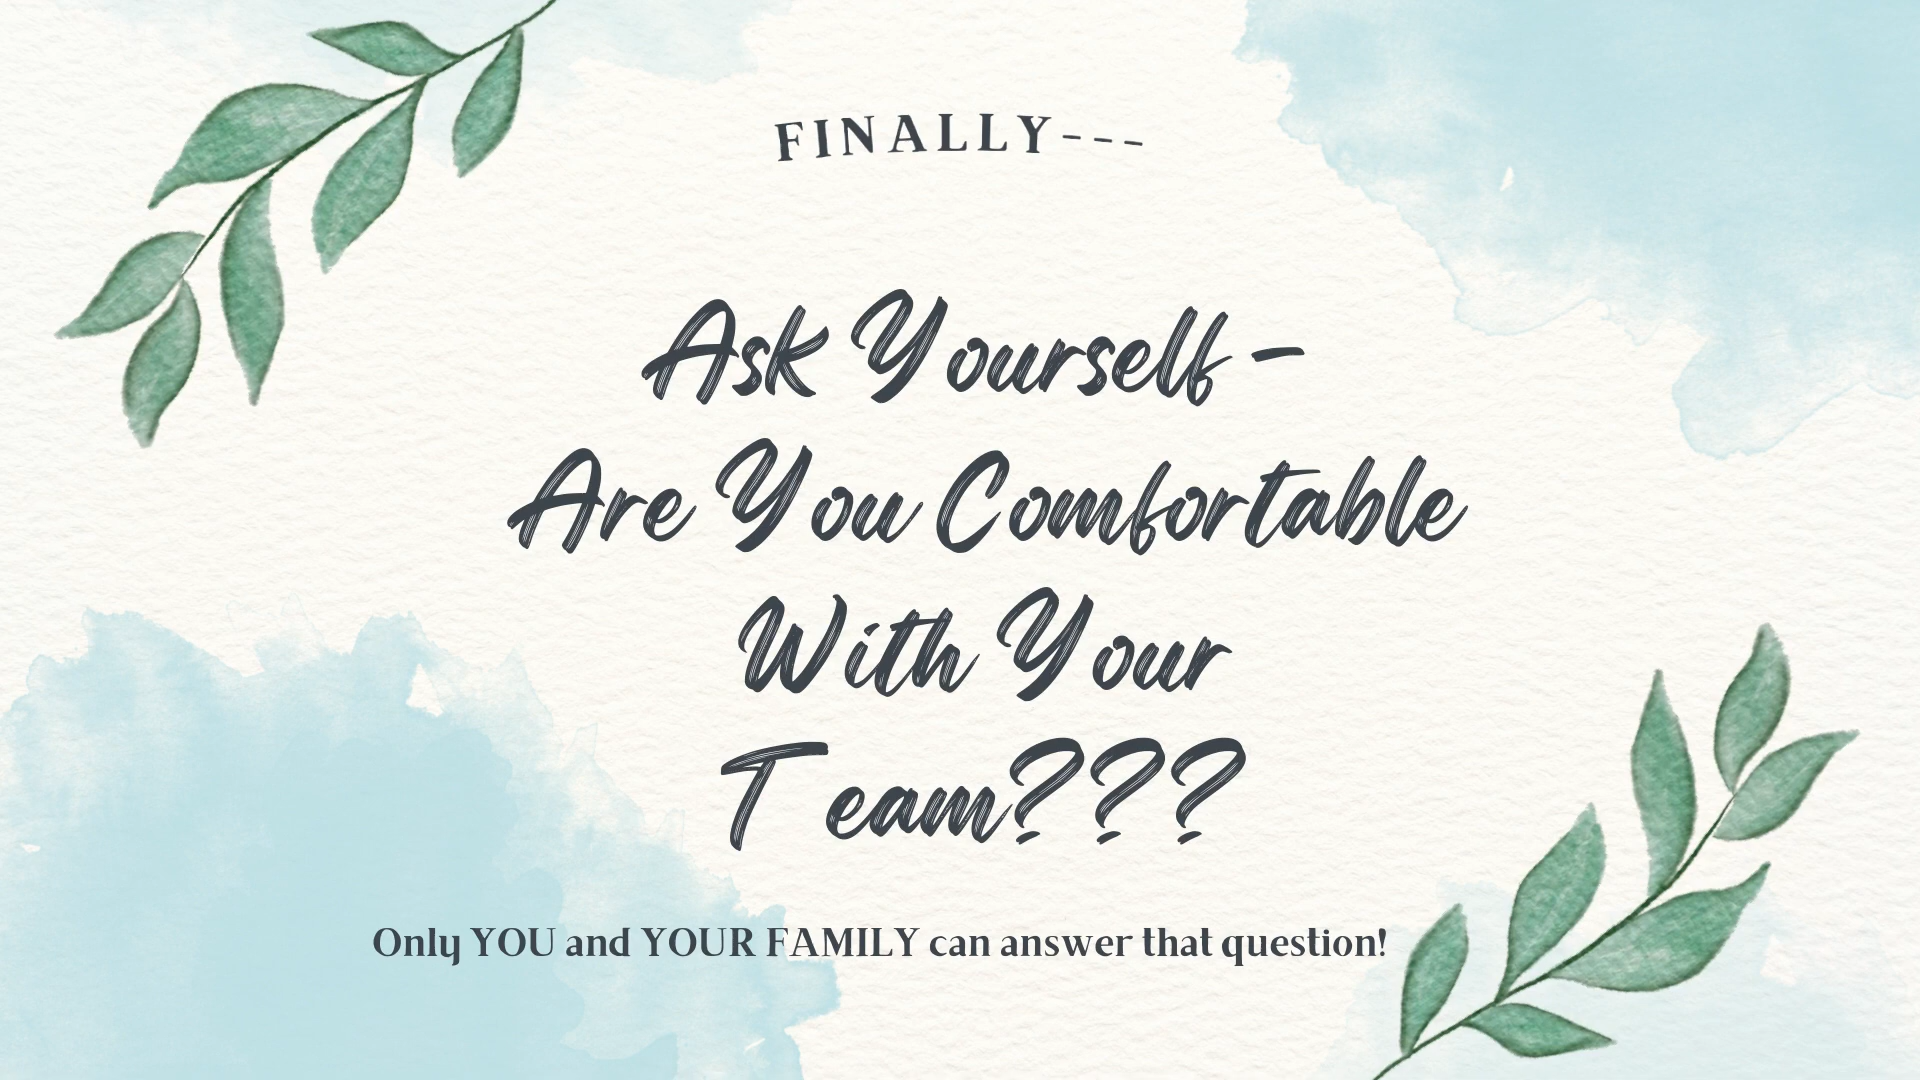 FINALLY---
Ask Yourself-
Are You Comfortable
With Your
Team???
Only YOU and YOUR FAMILY can answer that question!